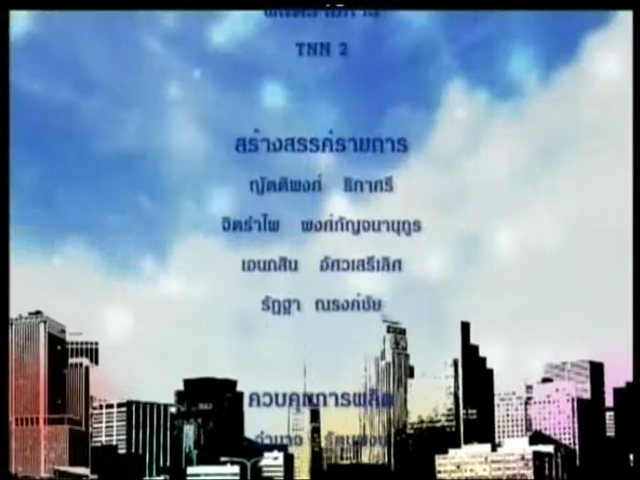 TNN 2
สร้างสรรค์รายการ
ญัตติพงศ์ ธิภาศรี
จิตรำไพ พงศ์กัญจนานุกูร
เอนกสิน อัศวเสรีเลิศ
รัฏฐา ณรงค์ชัย
ควบคุมการผลิต